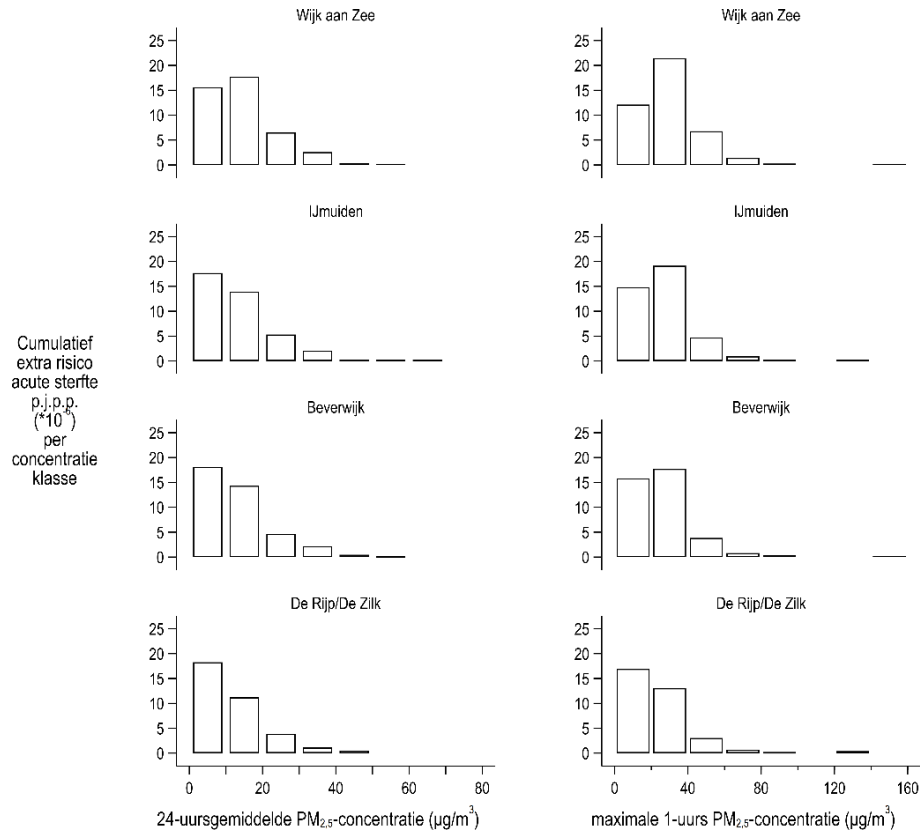 Wijk aan Zee
25
20
15
10
5
0
Wijk aan Zee
25
20
15
10
5
0
IJmuiden
25
20
15
10
5
0
IJmuiden
25
20
15
10
5
0
Cumulatief
extra risico
acute sterfte
p.j.p.p.
(*10⁻⁶)
per
concentratie
klasse
Beverwijk
25
20
15
10
5
0
Beverwijk
25
20
15
10
5
0
De Rijp/De Zilk
25
20
15
10
5
0
De Rijp/De Zilk
25
20
15
10
5
0
0 20 40 60 80
0 40 80 120 160
24-uursgemiddelde PM₂,₅-concentratie (µg/m³)
maximale 1-uurs PM₂,₅-concentratie (µg/m³)